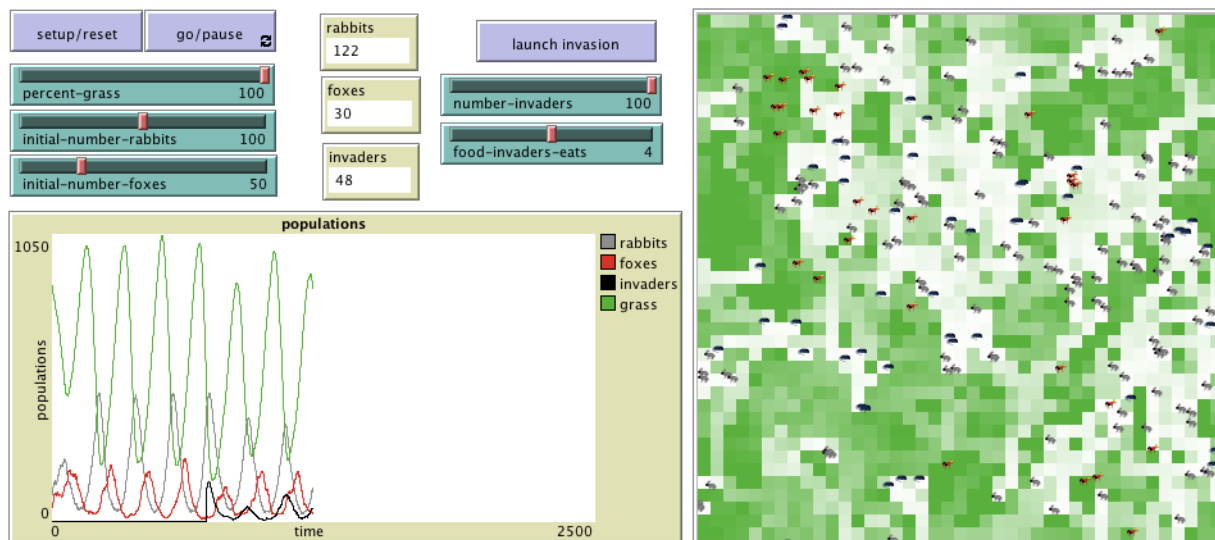 setup/reset
go/pause
percent-grass 100
initial-number-rabbits 100
initial-number-foxes 50
rabbits
122
foxes
30
invaders
48
launch invasion
number-invaders 100
food-invaders-eats 4
populations
1050
populations
0
0
time
2500
rabbits
foxes
invaders
grass